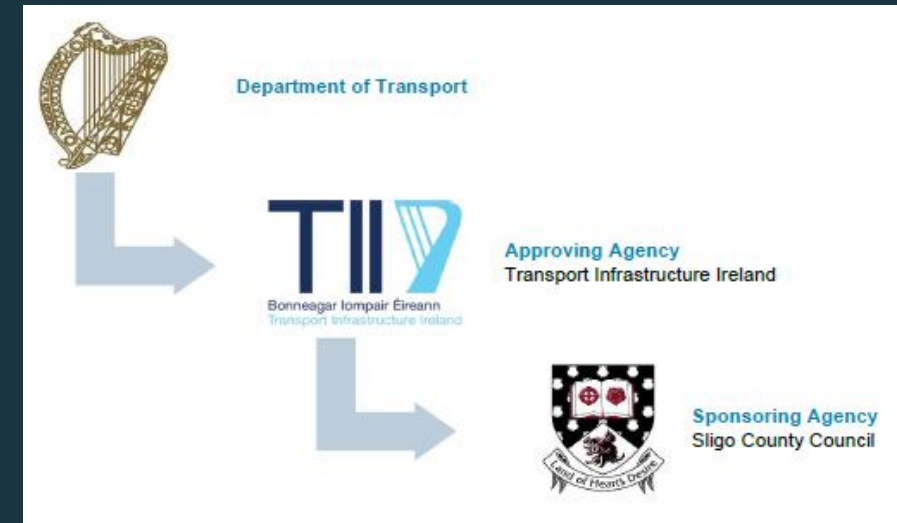 Department of Transport
TII
Bonneagar Iompair Éireann
Transport Infrastructure Ireland
Approving Agency
Transport Infrastructure Ireland
Sponsoring Agency
Sligo County Council
Land of Heart's Desire